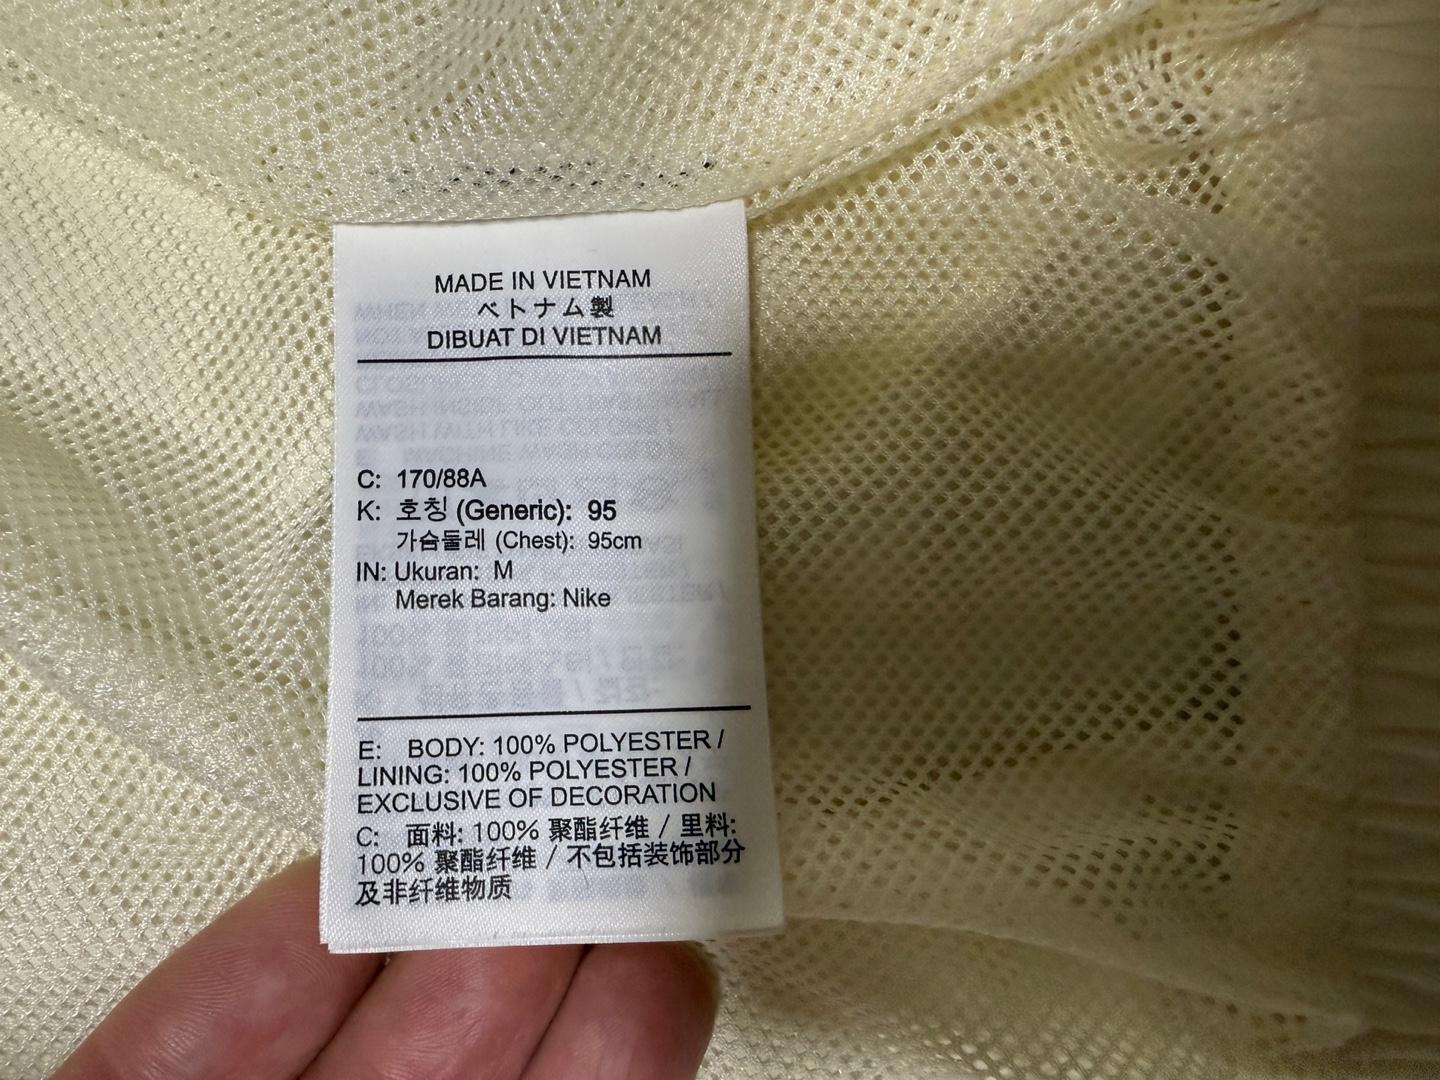 MADE IN VIETNAM
ベトナム製
DIBUAT DI VIETNAM
C: 170/88A
K: 호칭 (Generic): 95
가슴둘레 (Chest): 95cm
IN: Ukuran: M
Merek Barang: Nike
E: BODY: 100% POLYESTER /
LINING: 100% POLYESTER /
EXCLUSIVE OF DECORATION
C: 面料: 100% 聚酯纤维 / 里料:
100% 聚酯纤维 / 不包括装饰部分
及非纤维物质